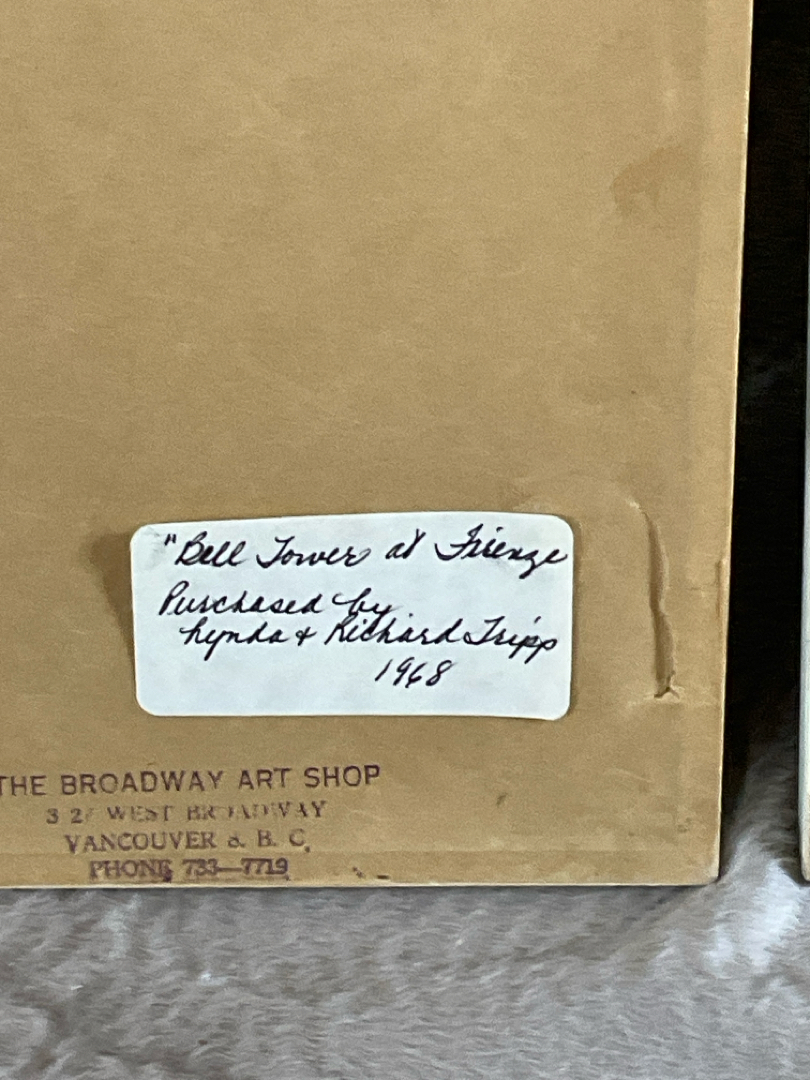 "Bell Tower at Firenze
Purchased by
Lynda + Richard Tripp
1968
THE BROADWAY ART SHOP
WEST BROADWAY
VANCOUVER 8. B. C.
PHONE 733—7719